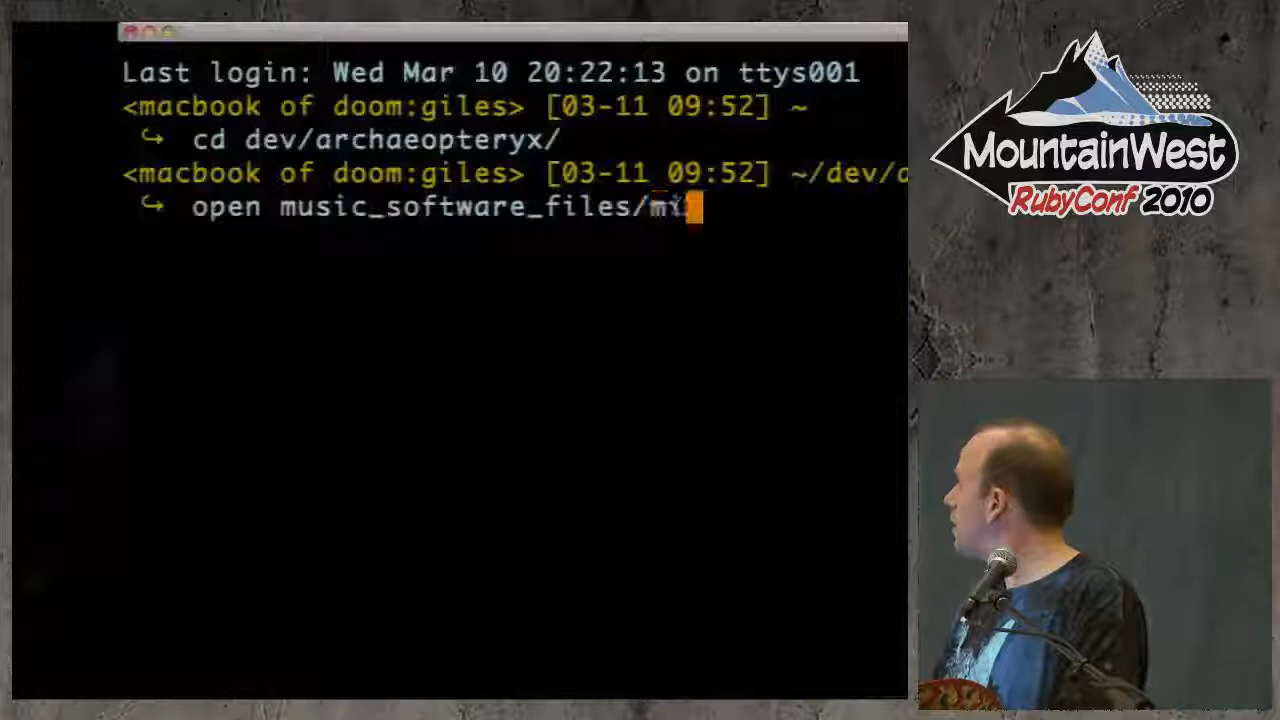 Last login: Wed Mar 10 20:22:13 on ttys001
<macbook of doom:giles> [03-11 09:52] ~
↪ cd dev/archaeopteryx/
<macbook of doom:giles> [03-11 09:52] ~/dev/a
↪ open music_software_files/mi
MountainWest
RubyConf 2010